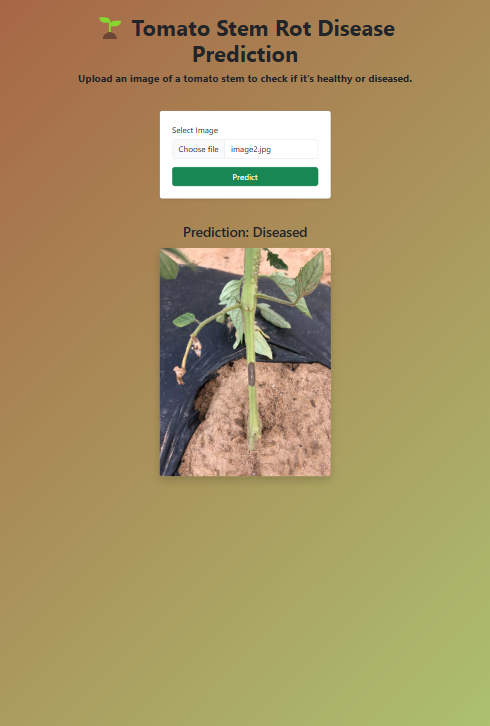 🌱 Tomato Stem Rot Disease
Prediction
Upload an image of a tomato stem to check if it's healthy or diseased.
Select Image
Choose file image2.jpg
Predict
Prediction: Diseased